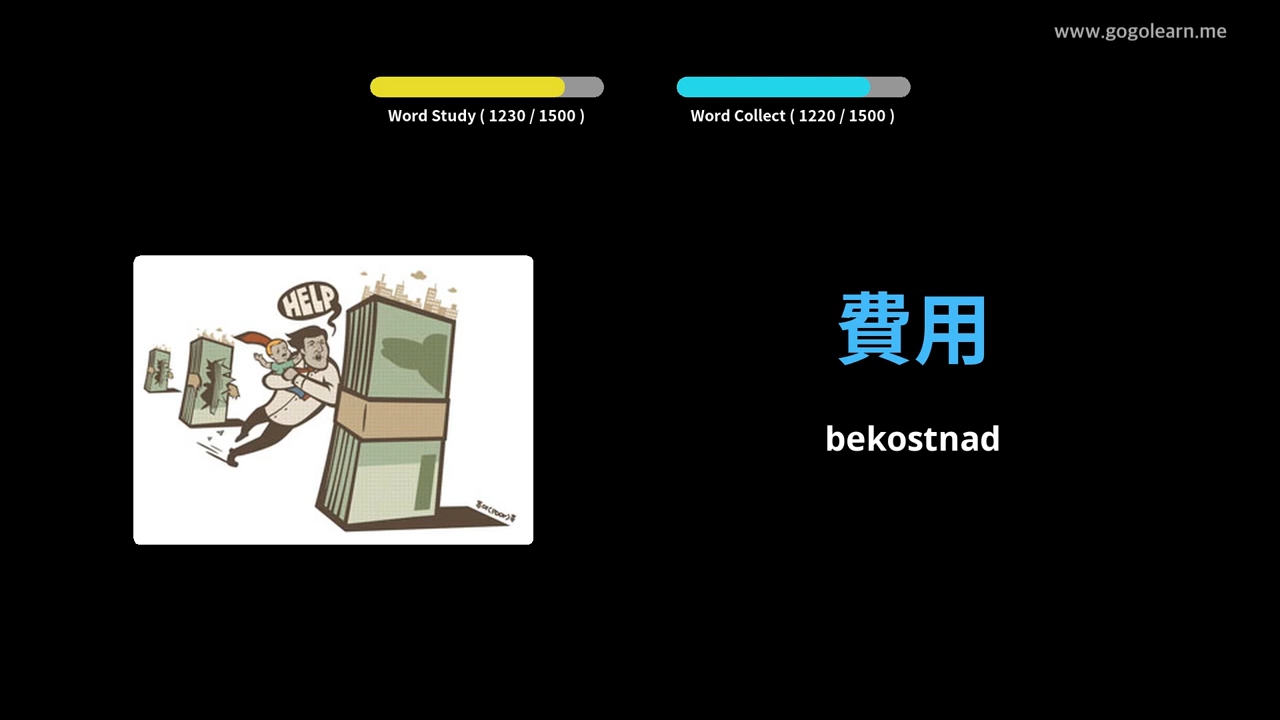 www.gogolearn.me
Word Study ( 1230 / 1500 )
Word Collect ( 1220 / 1500 )
HELP
費用
bekostnad